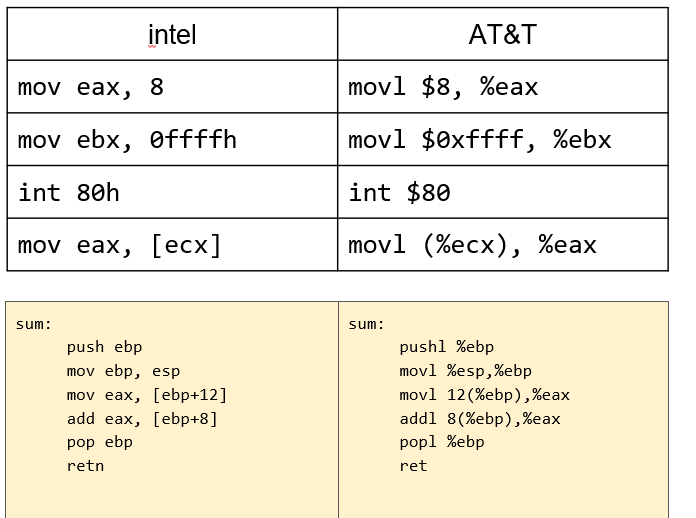 intel AT&T
mov eax, 8 movl $8, %eax
mov ebx, 0ffffh movl $0xffff, %ebx
int 80h int $80
mov eax, [ecx] movl (%ecx), %eax
sum:
push ebp
mov ebp, esp
mov eax, [ebp+12]
add eax, [ebp+8]
pop ebp
retn
sum:
pushl %ebp
movl %esp,%ebp
movl 12(%ebp),%eax
addl 8(%ebp),%eax
popl %ebp
ret